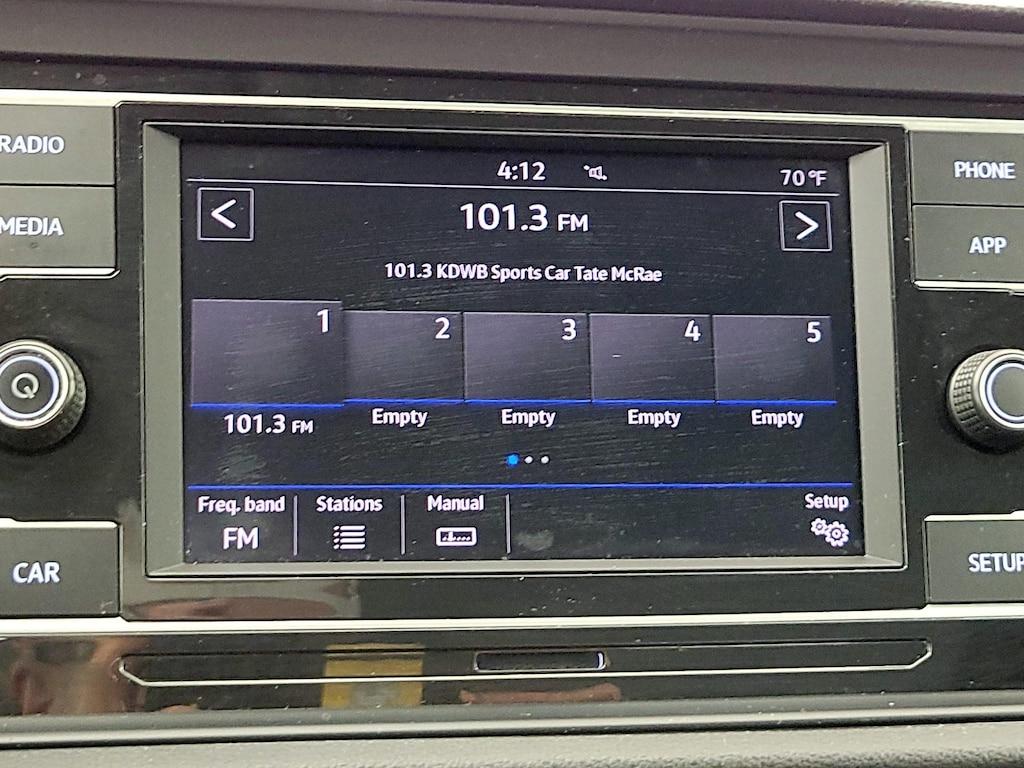 RADIO
MEDIA
CAR
4:12
70°F
<
101.3 FM
>
101.3 KDWB Sports Car Tate McRae
1
2
3
4
5
101.3 FM
Empty
Empty
Empty
Empty
Freq. band
FM
Stations
Manual
Setup
PHONE
APP
SETUP